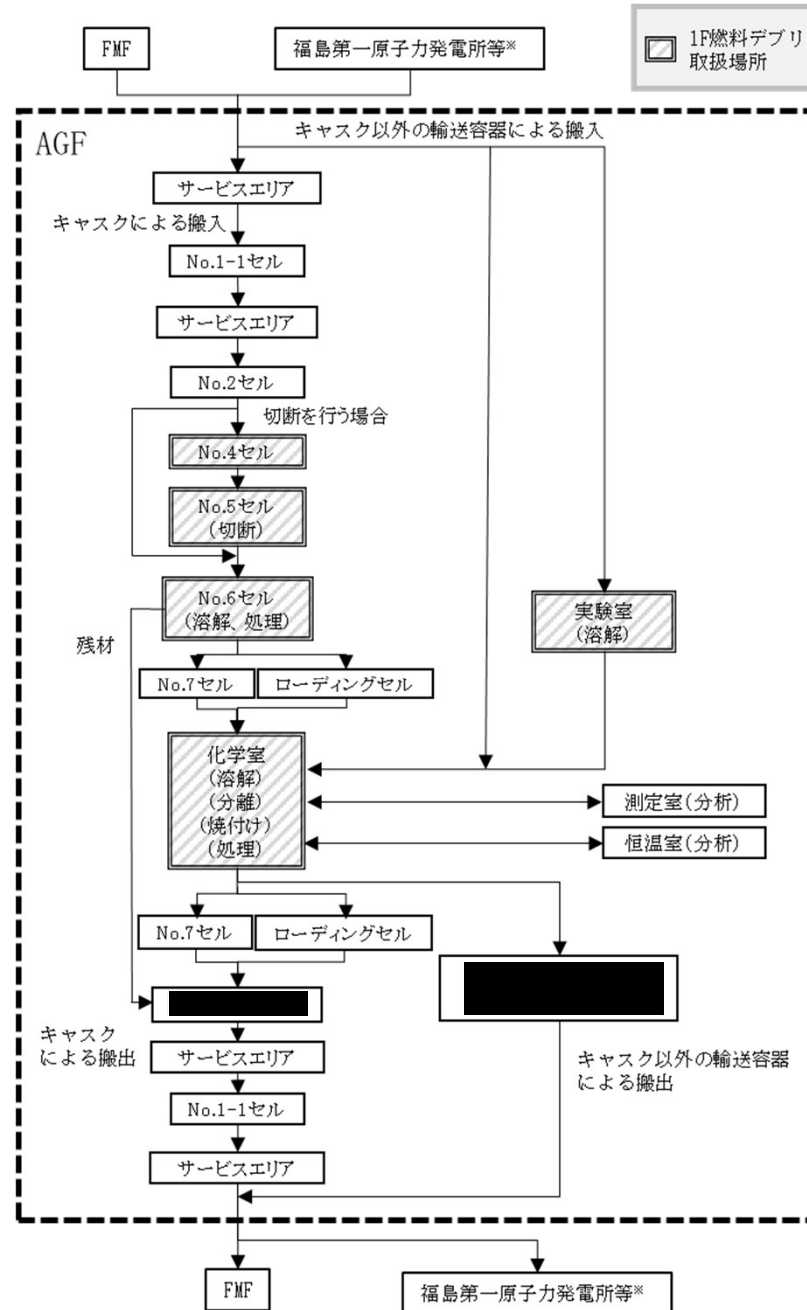 FMF
福島第一原子力発電所等※
1F燃料デブリ
取扱場所
AGF
キャスク以外の輸送容器による搬入
サービスエリア
キャスクによる搬入
No.1-1セル
サービスエリア
No.2セル
切断を行う場合
No.4セル
No.5セル
(切断)
No.6セル
(溶解、処理)
実験室
(溶解)
残材
No.7セル
ローディングセル
化学室
(溶解)
(分離)
(焼付け)
(処理)
測定室(分析)
恒温室(分析)
No.7セル
ローディングセル
キャスク
による搬出
サービスエリア
キャスク以外の輸送容器
による搬出
No.1-1セル
サービスエリア
FMF
福島第一原子力発電所等※